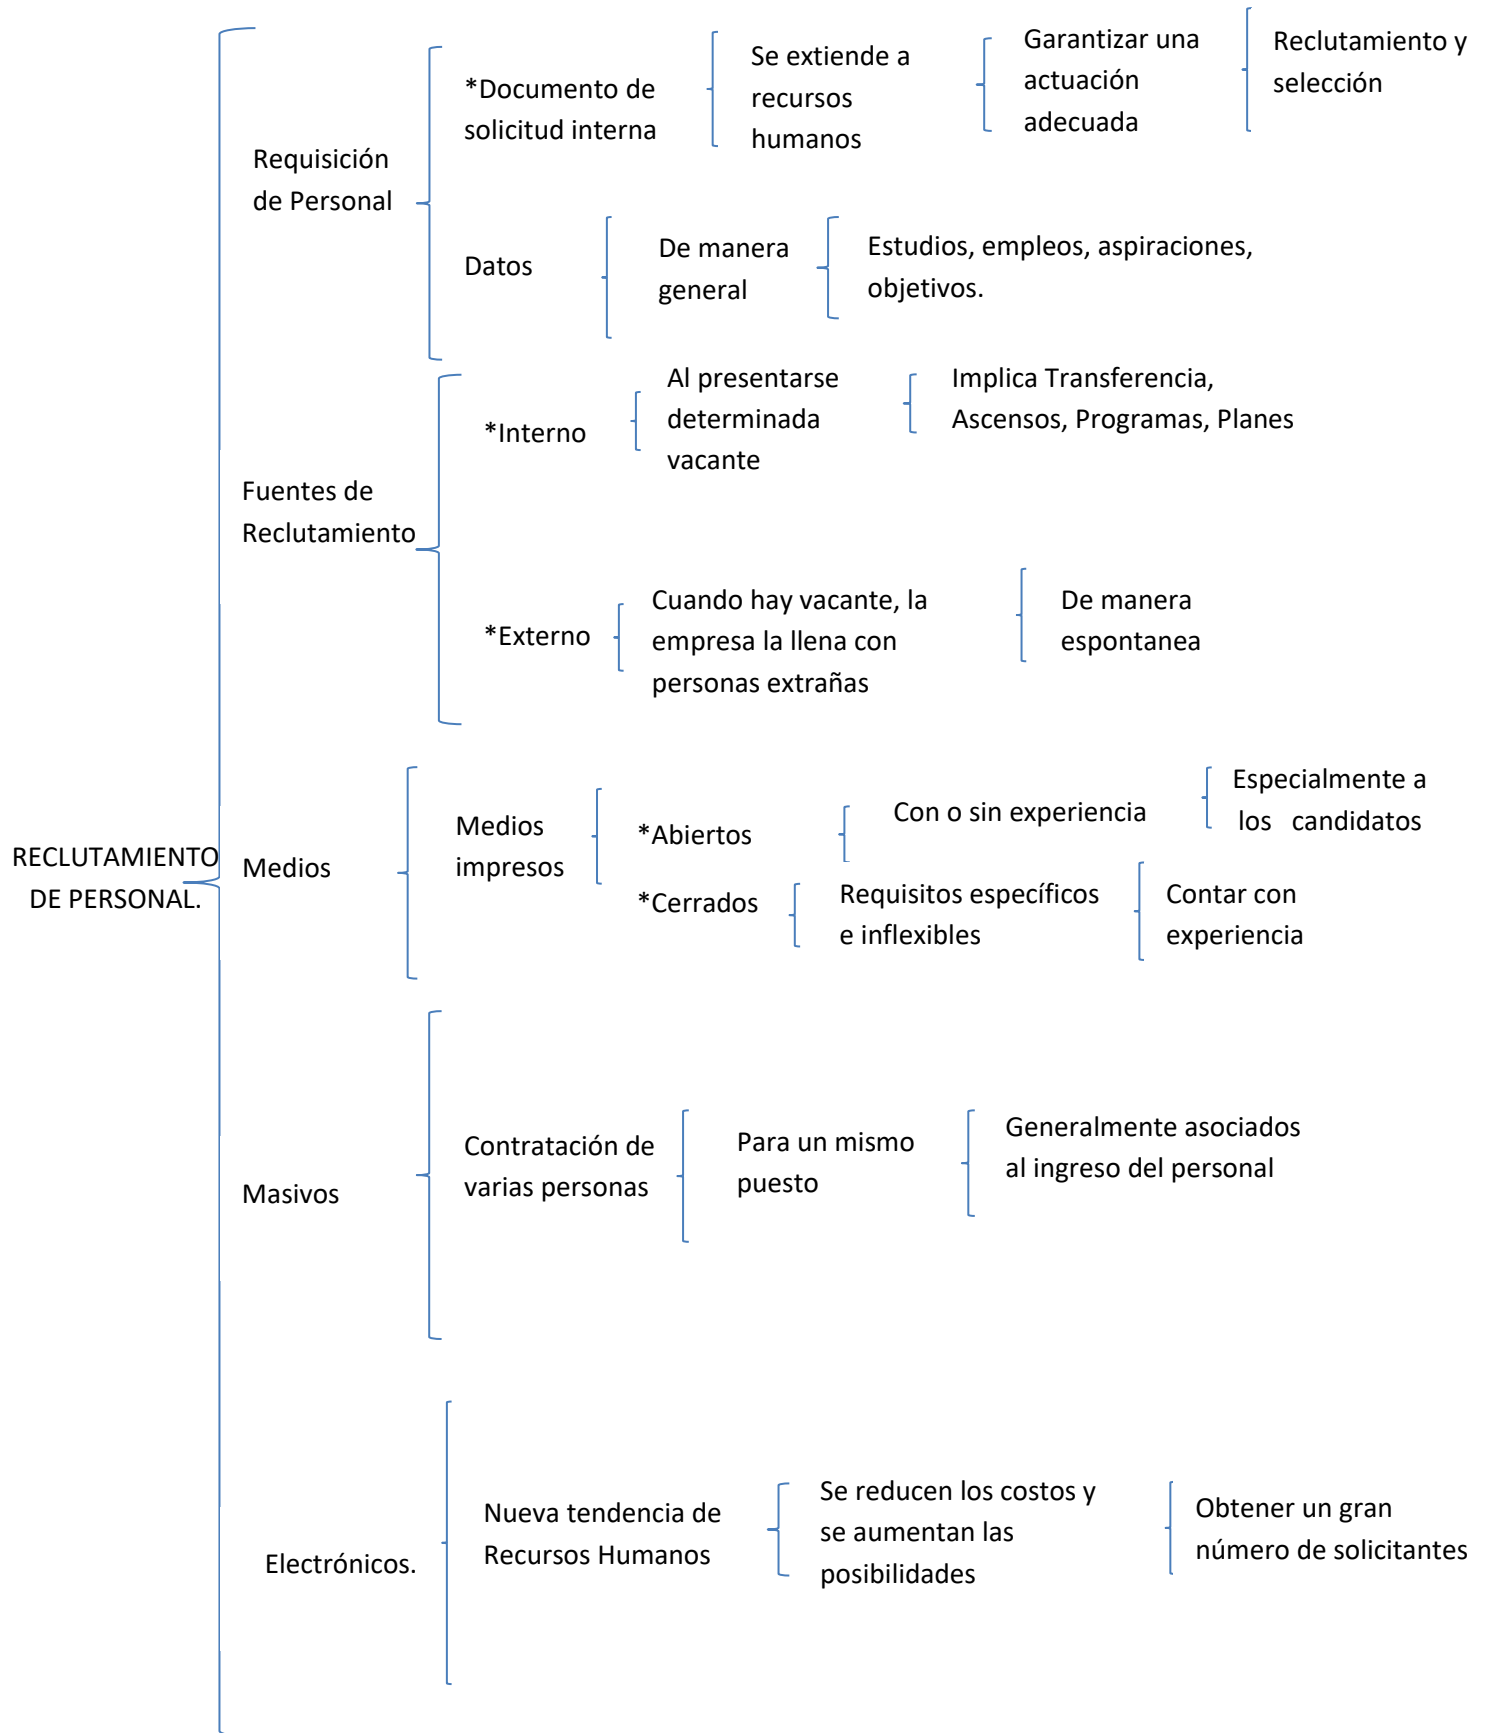 RECLUTAMIENTO
DE PERSONAL.
Requisición
de Personal
*Documento de
solicitud interna
Se extiende a
recursos
humanos
Garantizar una
actuación
adecuada
Reclutamiento y
selección
Datos
De manera
general
Estudios, empleos, aspiraciones,
objetivos.
Fuentes de
Reclutamiento
*Interno
Al presentarse
determinada
vacante
Implica Transferencia,
Ascensos, Programas, Planes
*Externo
Cuando hay vacante, la
empresa la llena con
personas extrañas
De manera
espontanea
Medios
Medios
impresos
*Abiertos
Con o sin experiencia
Especialmente a
los candidatos
*Cerrados
Requisitos específicos
e inflexibles
Contar con
experiencia
Masivos
Contratación de
varias personas
Para un mismo
puesto
Generalmente asociados
al ingreso del personal
Electrónicos.
Nueva tendencia de
Recursos Humanos
Se reducen los costos y
se aumentan las
posibilidades
Obtener un gran
número de solicitantes